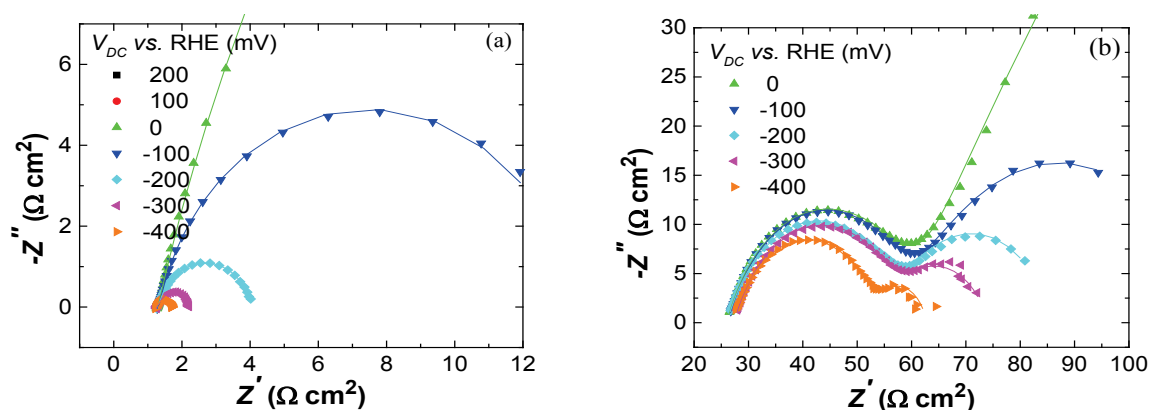 (a)
V_DC vs. RHE (mV)
200
100
0
-100
-200
-300
-400
6
4
2
0
-Z'' (Ω cm²)
0 2 4 6 8 10 12
Z' (Ω cm²)
(b)
V_DC vs. RHE (mV)
0
-100
-200
-300
-400
30
25
20
15
10
5
0
-Z'' (Ω cm²)
20 30 40 50 60 70 80 90 100
Z' (Ω cm²)